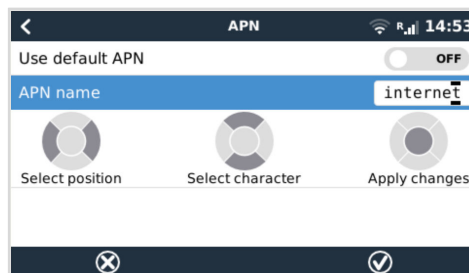 APN R 14:53
Use default APN OFF
APN name internet
Select position Select character Apply changes